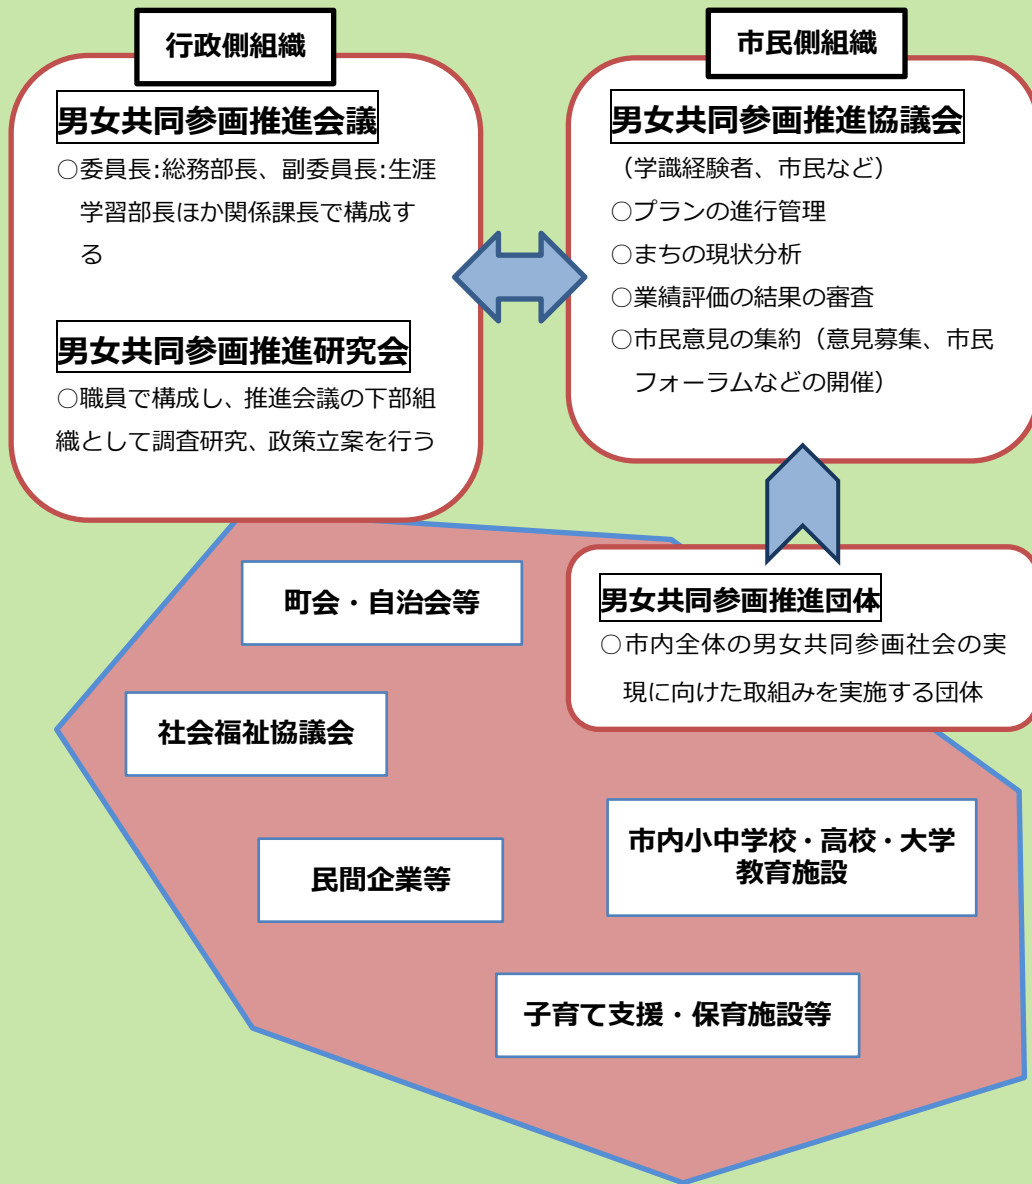 行政側組織
男女共同参画推進会議
○委員長:総務部長、副委員長:生涯
学習部長ほか関係課長で構成す
る
男女共同参画推進研究会
○職員で構成し、推進会議の下部組
織として調査研究、政策立案を行う
市民側組織
男女共同参画推進協議会
（学識経験者、市民など）
○プランの進行管理
○まちの現状分析
○業績評価の結果の審査
○市民意見の集約（意見募集、市民
フォーラムなどの開催）
男女共同参画推進団体
○市内全体の男女共同参画社会の実
現に向けた取組みを実施する団体
町会・自治会等
社会福祉協議会
民間企業等
市内小中学校・高校・大学
教育施設
子育て支援・保育施設等